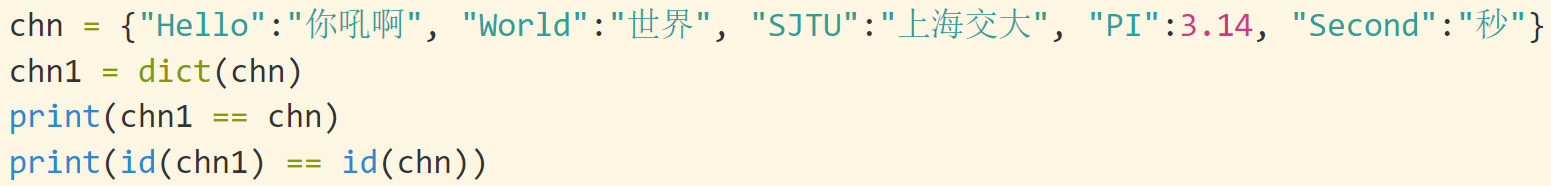 chn = {"Hello":"你吼啊", "World":"世界", "SJTU":"上海交大", "PI":3.14, "Second":"秒"}
chn1 = dict(chn)
print(chn1 == chn)
print(id(chn1) == id(chn))